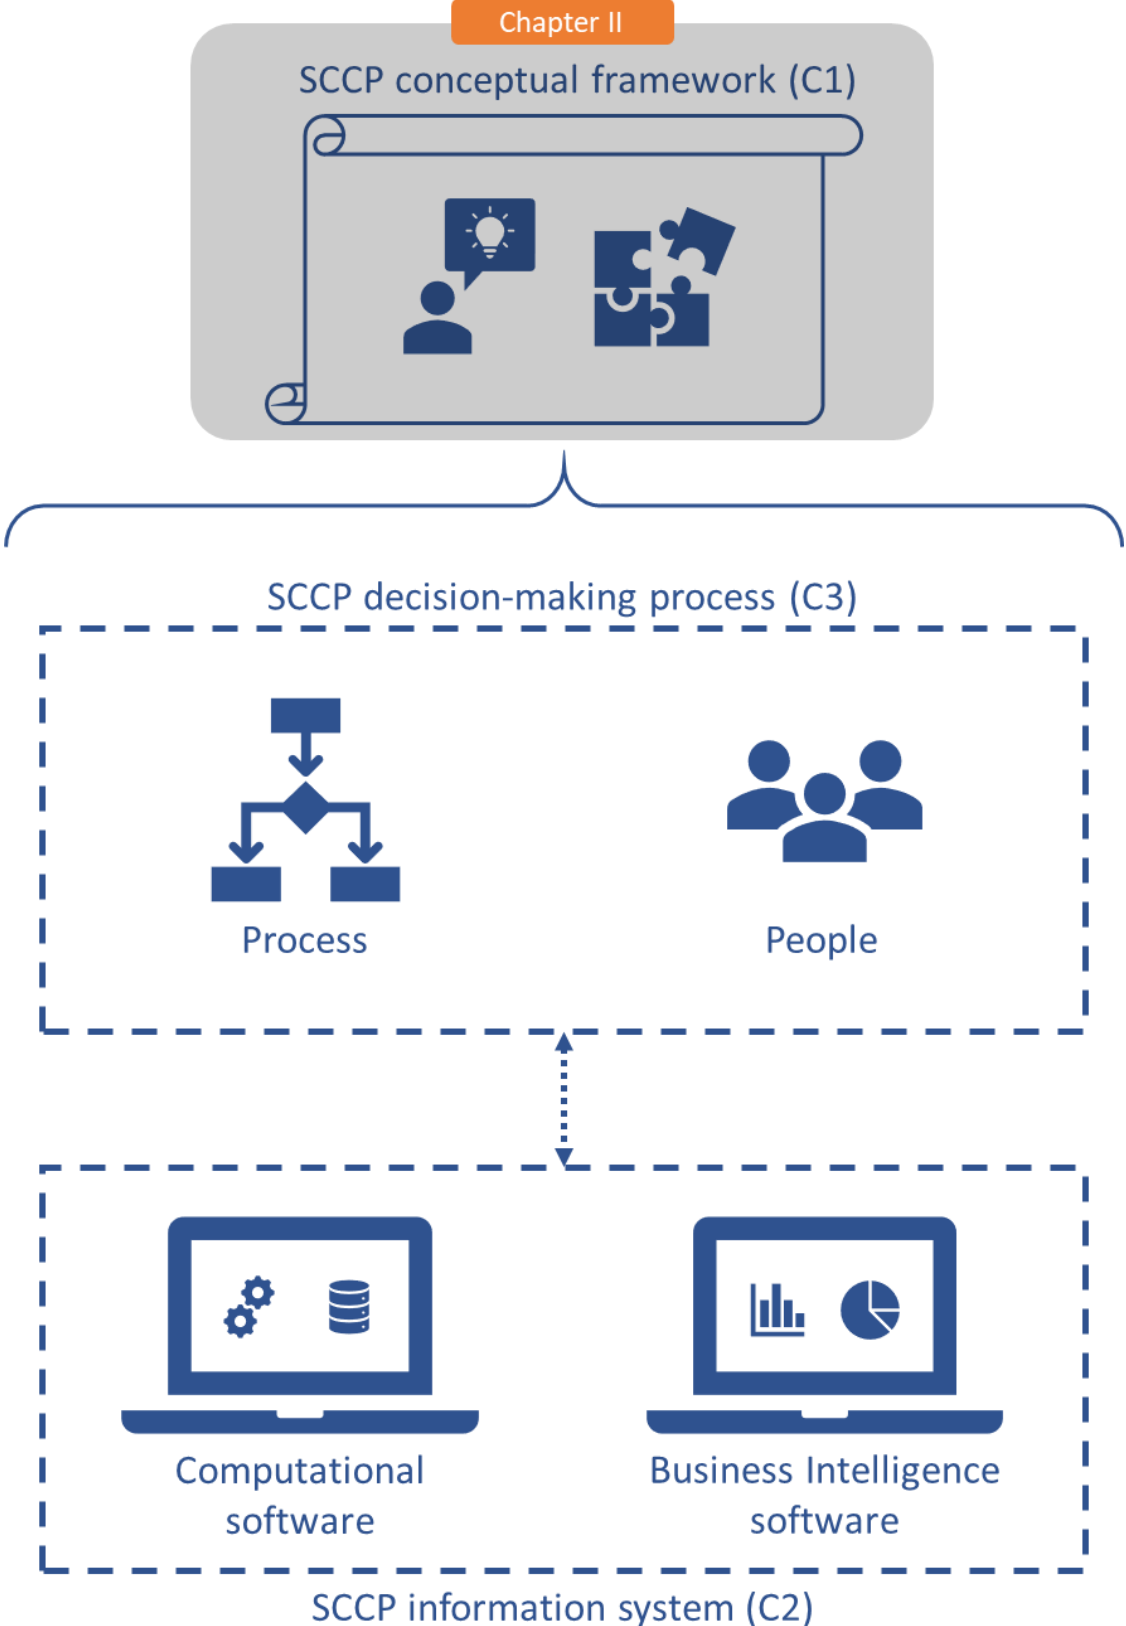 Chapter II
SCCP conceptual framework (C1)
SCCP decision-making process (C3)
Process
People
Computational
software
Business Intelligence
software
SCCP information system (C2)